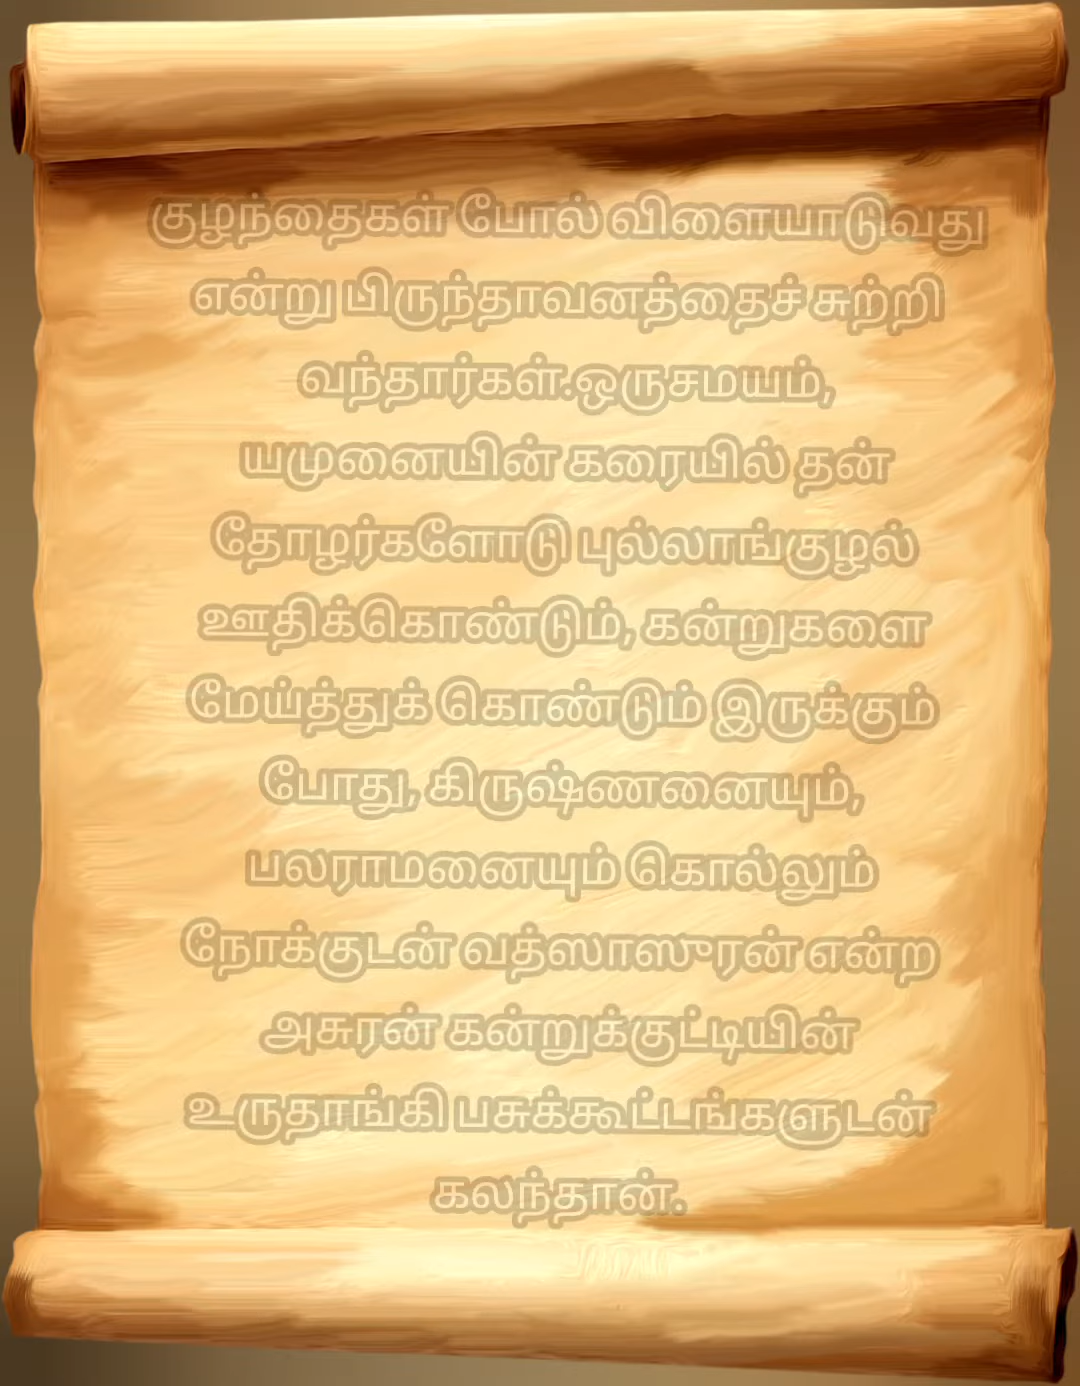 குழந்தைகள் போல் விளையாடுவது
என்று பிருந்தாவனத்தைச் சுற்றி
வந்தார்கள்.ஒருசமயம்,
யமுனையின் கரையில் தன்
தோழர்களோடு புல்லாங்குழல்
ஊதிக்கொண்டும், கன்றுகளை
மேய்த்துக் கொண்டும் இருக்கும்
போது, கிருஷ்ணனையும்,
பலராமனையும் கொல்லும்
நோக்குடன் வத்ஸாஸுரன் என்ற
அசுரன் கன்றுக்குட்டியின்
உருதாங்கி பசுக்கூட்டங்களுடன்
கலந்தான்.